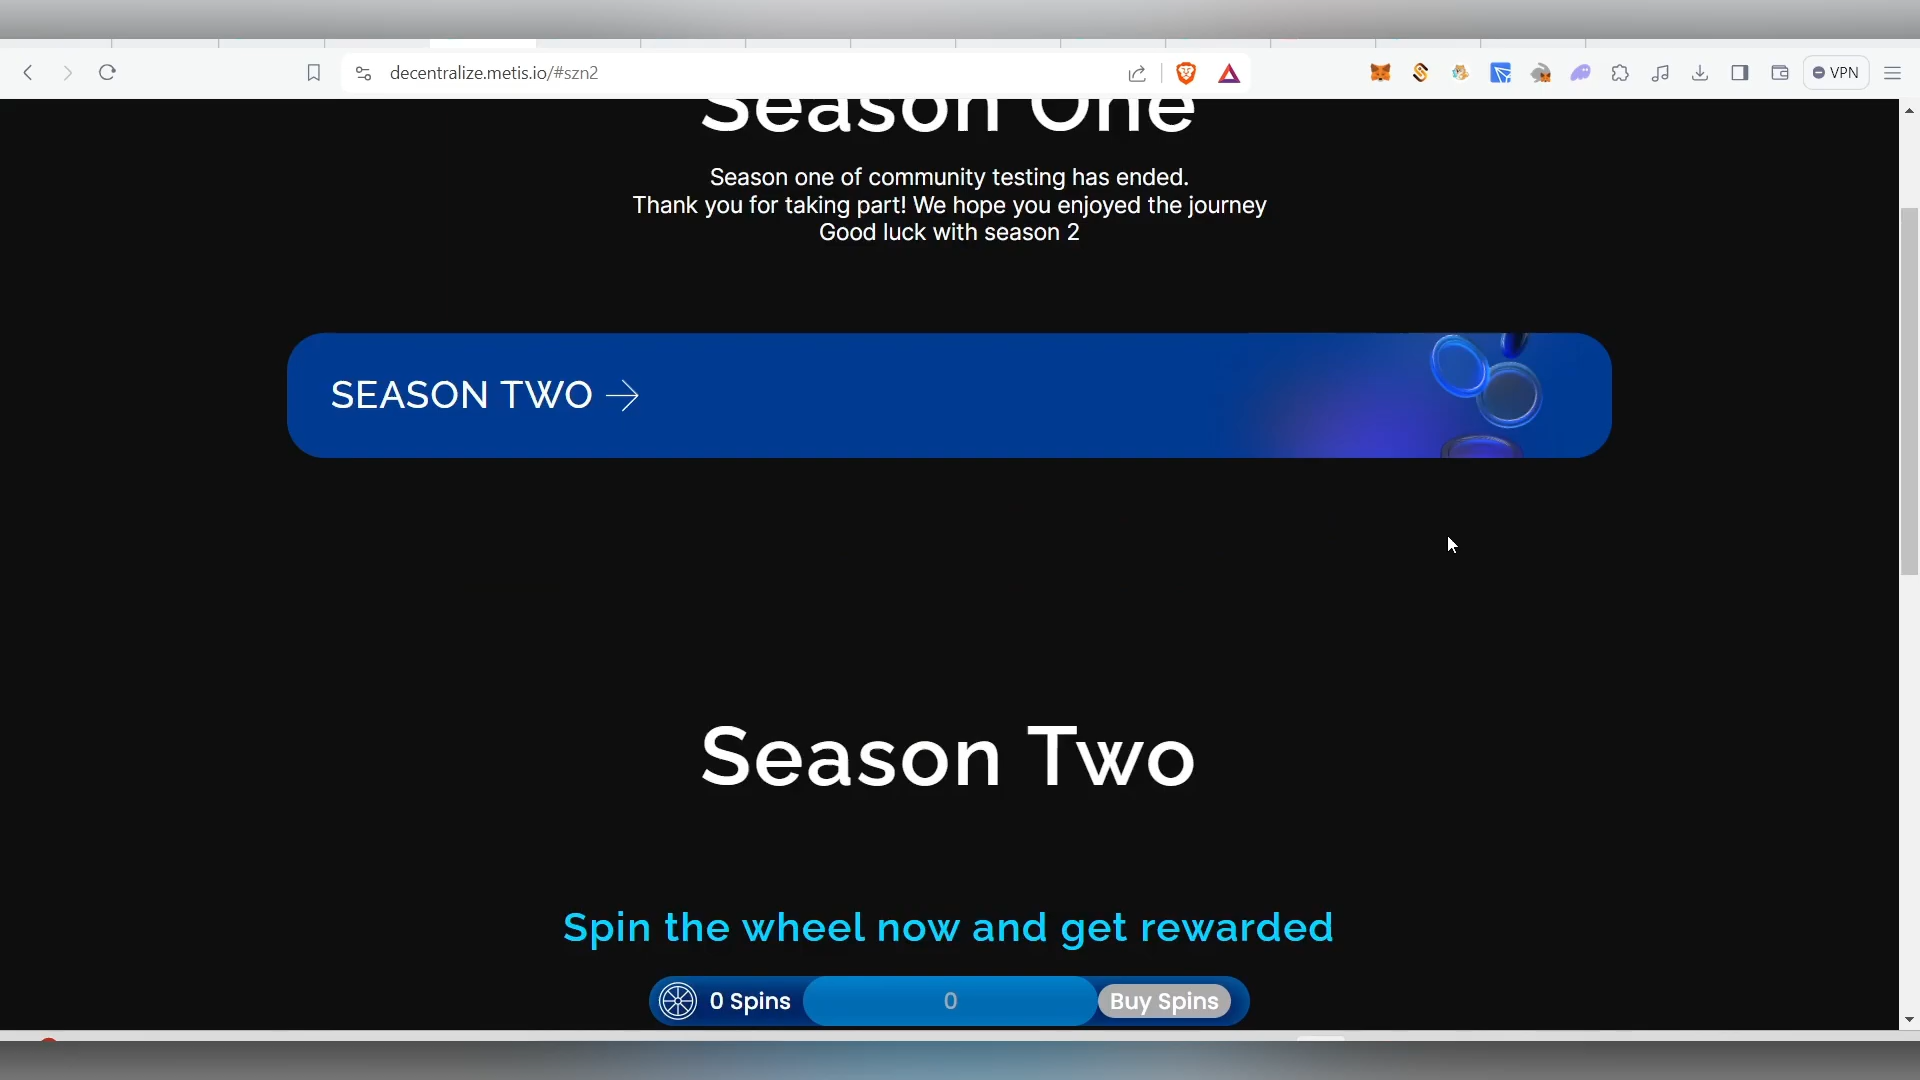 decentralize.metis.io/#szn2
VPN
Season One
Season one of community testing has ended.
Thank you for taking part! We hope you enjoyed the journey
Good luck with season 2
SEASON TWO →
Season Two
Spin the wheel now and get rewarded
0 Spins
0
Buy Spins